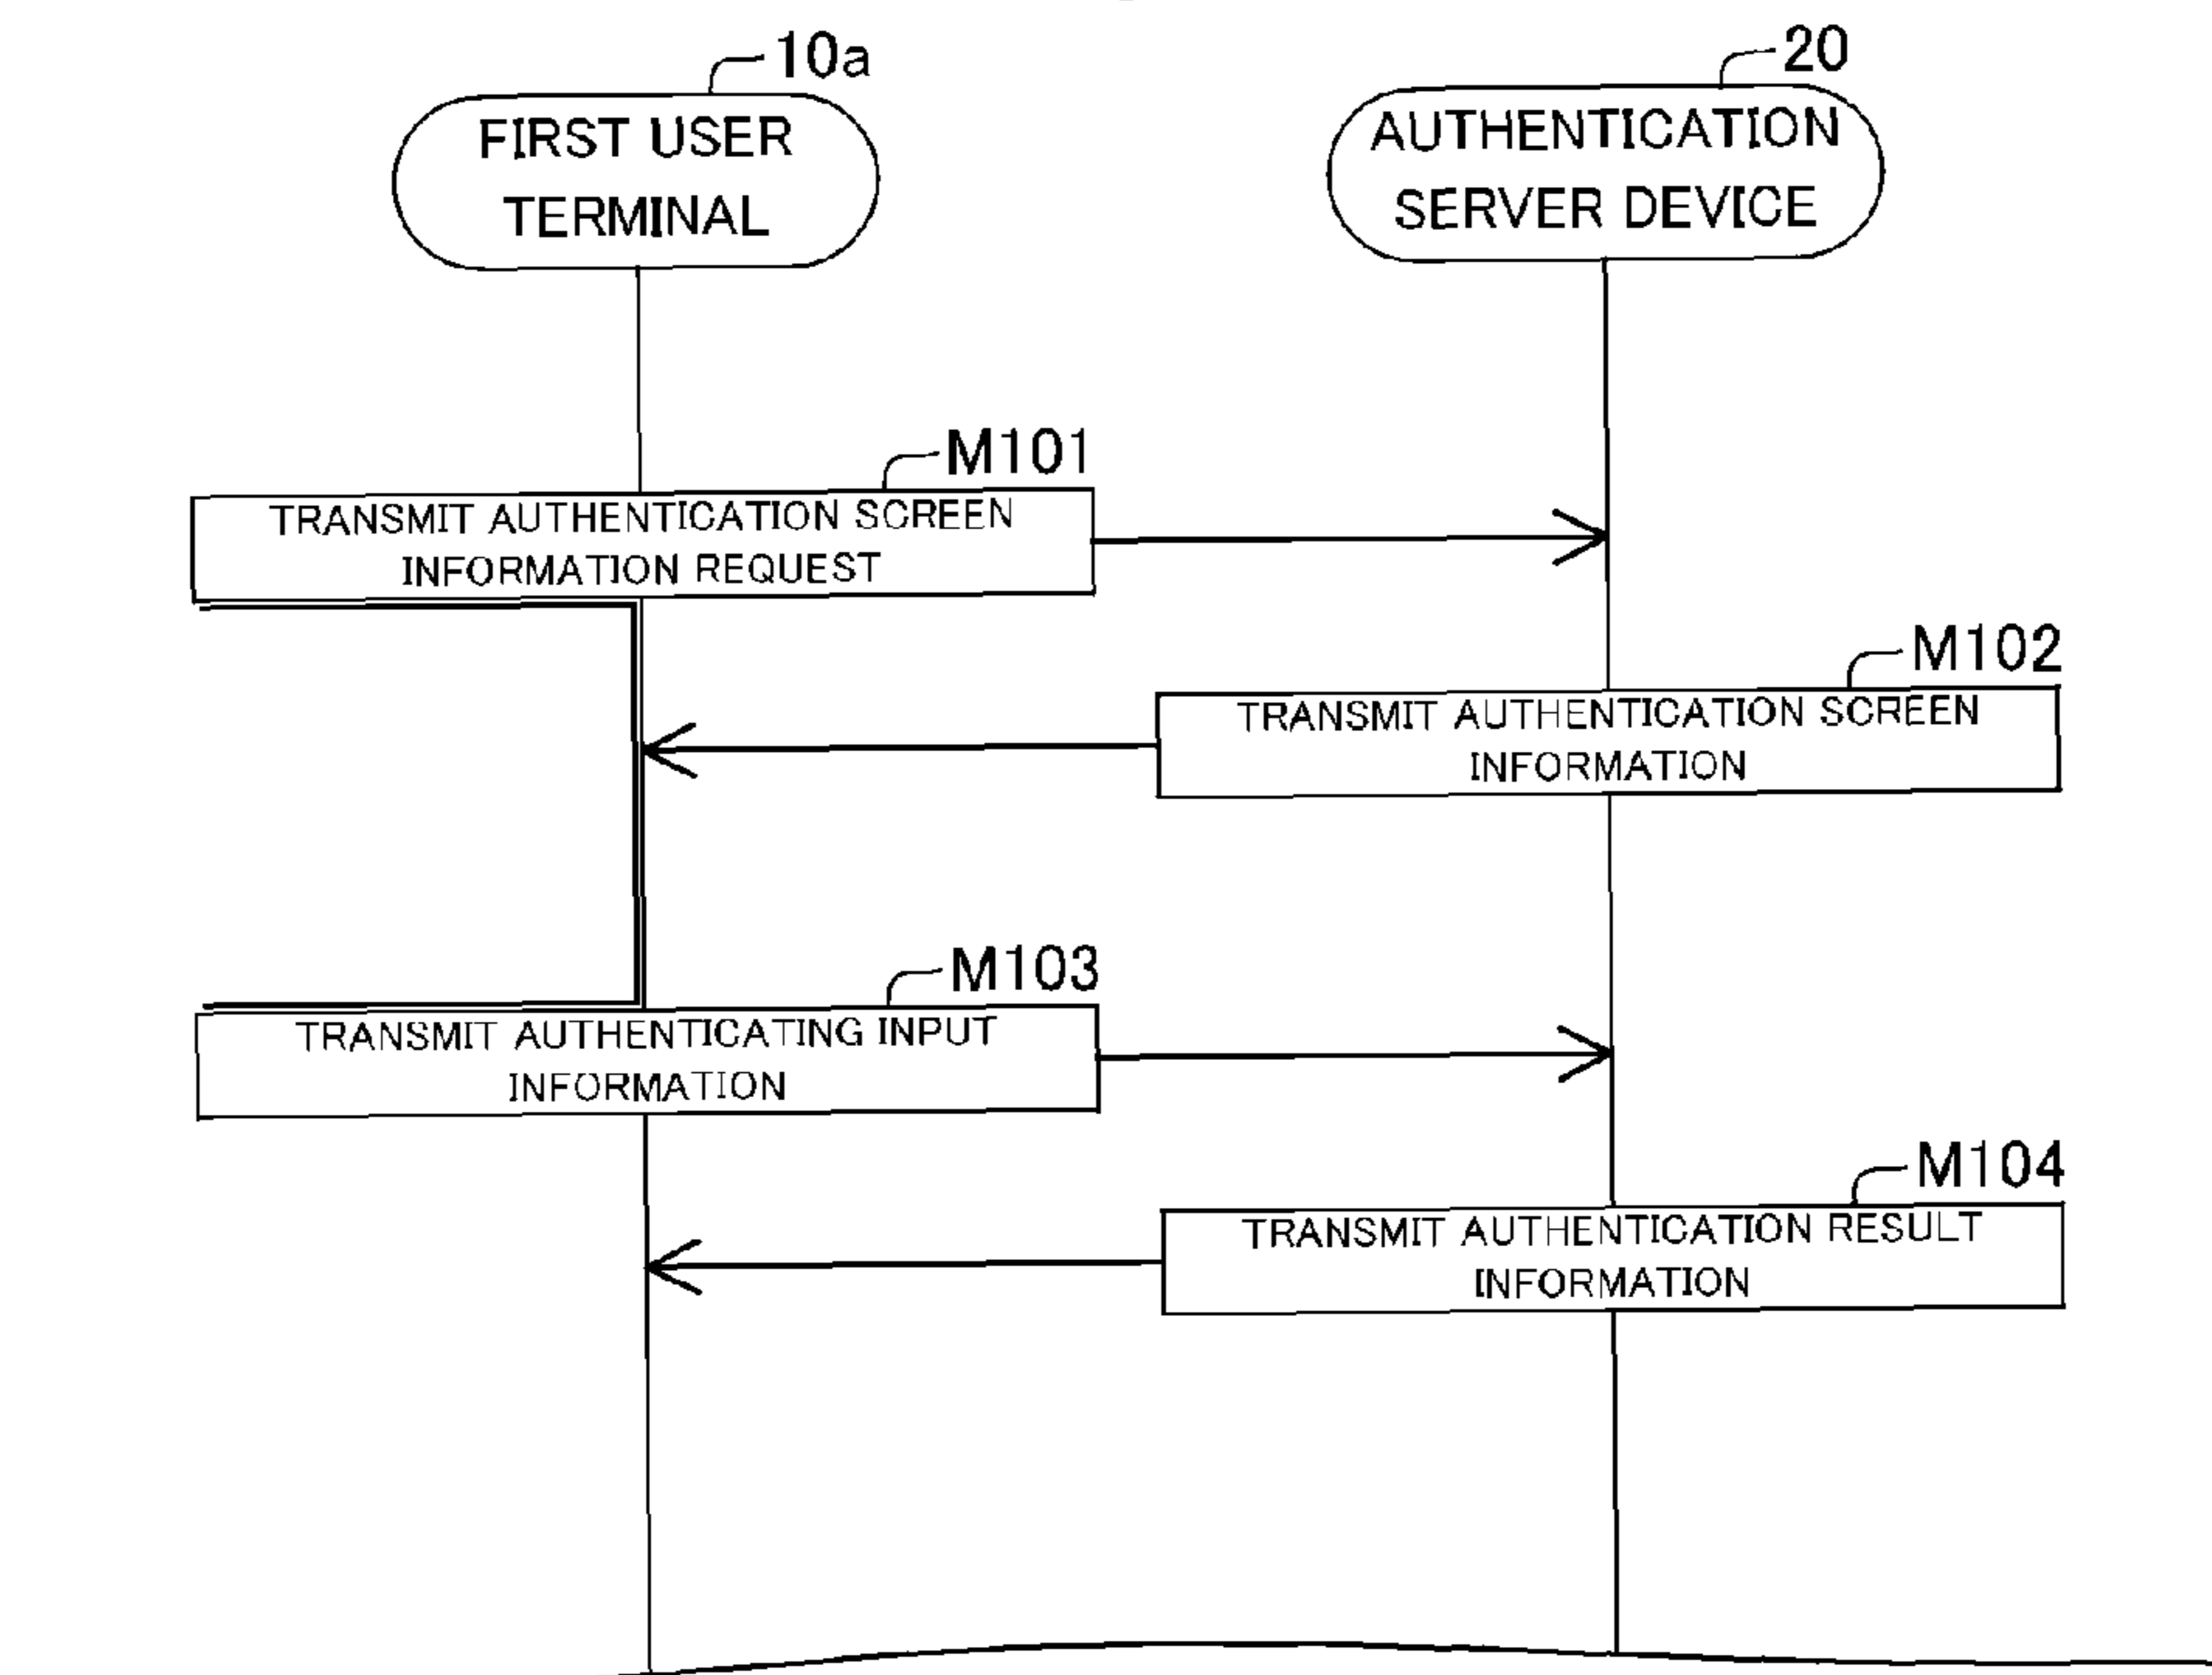 10a
FIRST USER
TERMINAL
20
AUTHENTICATION
SERVER DEVICE
M101
TRANSMIT AUTHENTICATION SCREEN
INFORMATION REQUEST
M102
TRANSMIT AUTHENTICATION SCREEN
INFORMATION
M103
TRANSMIT AUTHENTICATING INPUT
INFORMATION
M104
TRANSMIT AUTHENTICATION RESULT
INFORMATION